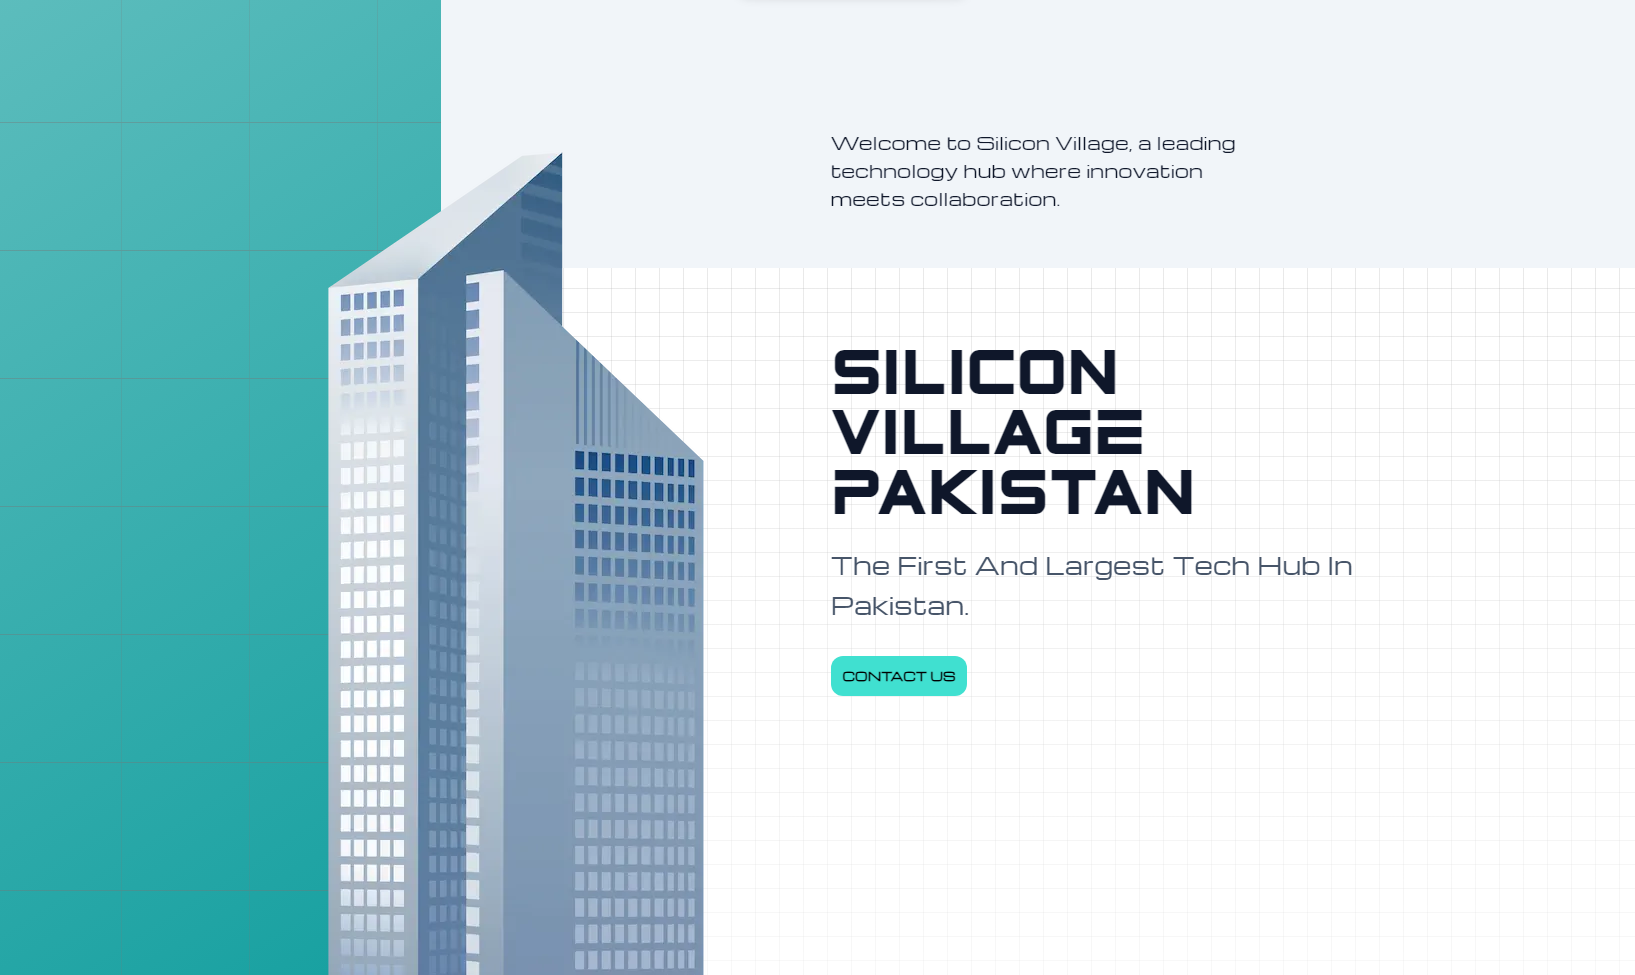 Welcome to Silicon Village, a leading
technology hub where innovation
meets collaboration.
SILICON
VILLAGE
PAKISTAN
The First And Largest Tech Hub In
Pakistan.
CONTACT US